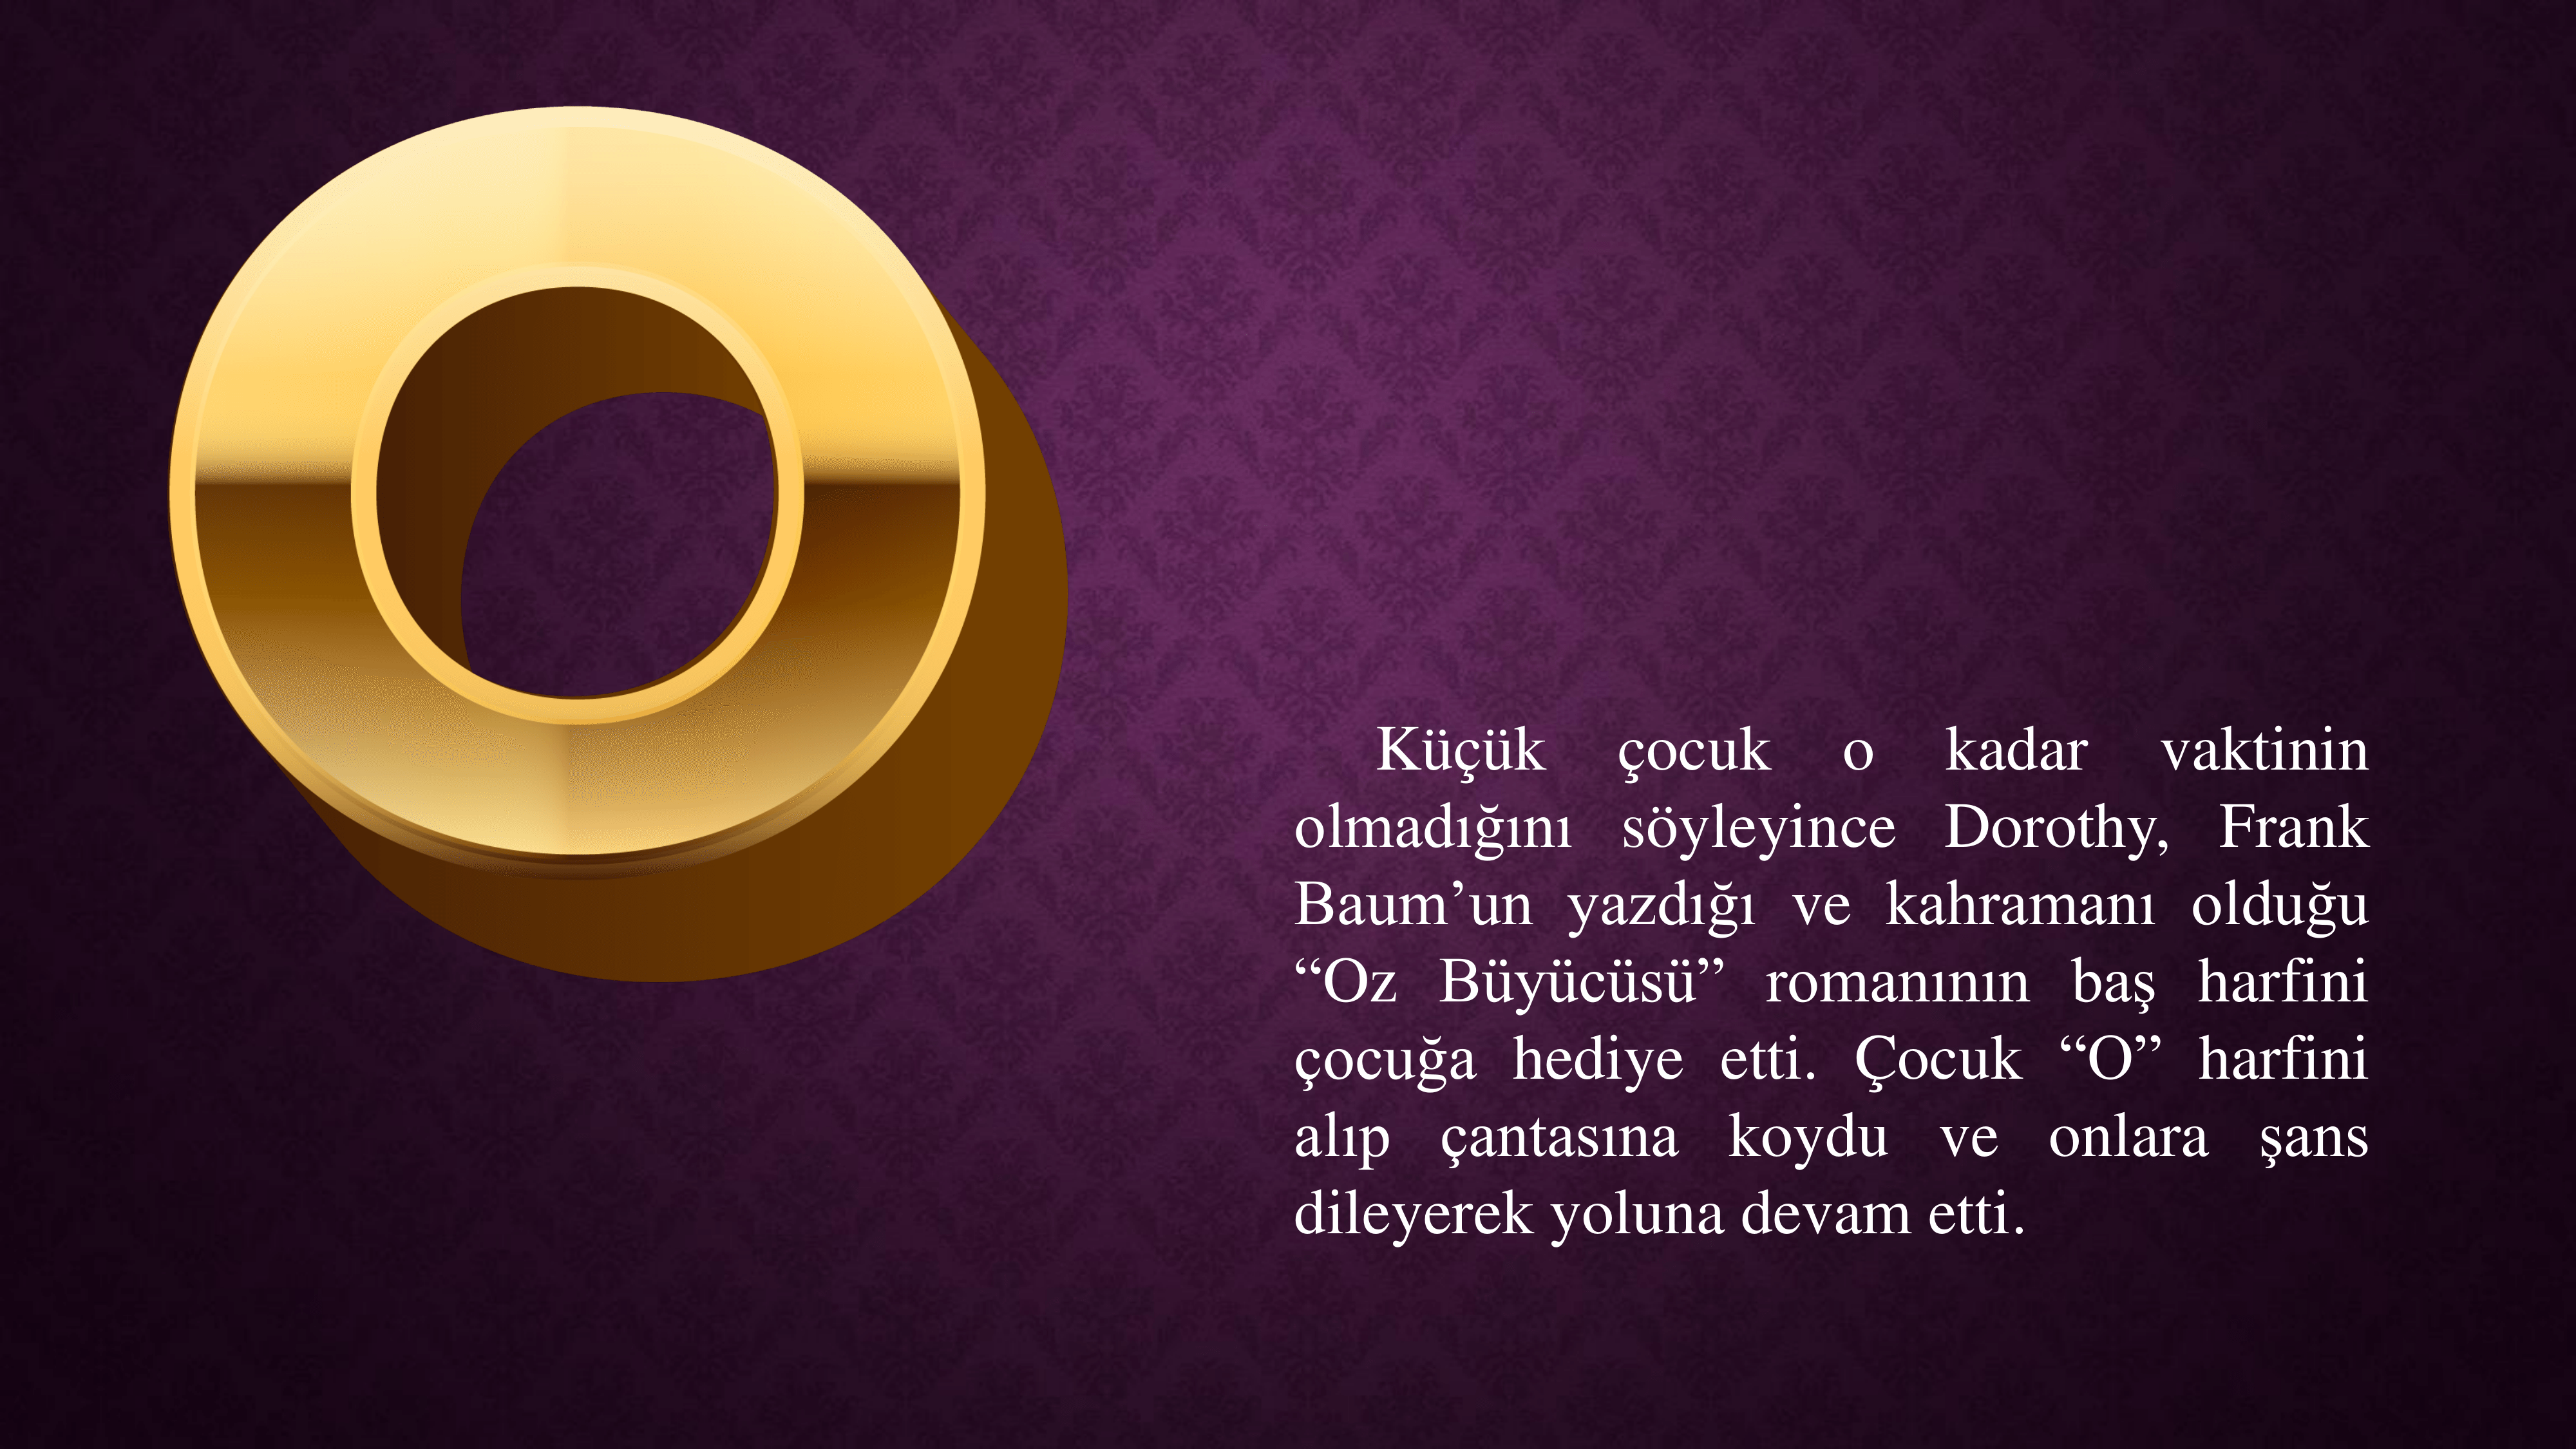 O
Küçük çocuk o kadar vaktinin
olmadığını söyleyince Dorothy, Frank
Baum’un yazdığı ve kahramanı olduğu
“Oz Büyücüsü” romanının baş harfini
çocuğa hediye etti. Çocuk “O” harfini
alıp çantasına koydu ve onlara şans
dileyerek yoluna devam etti.